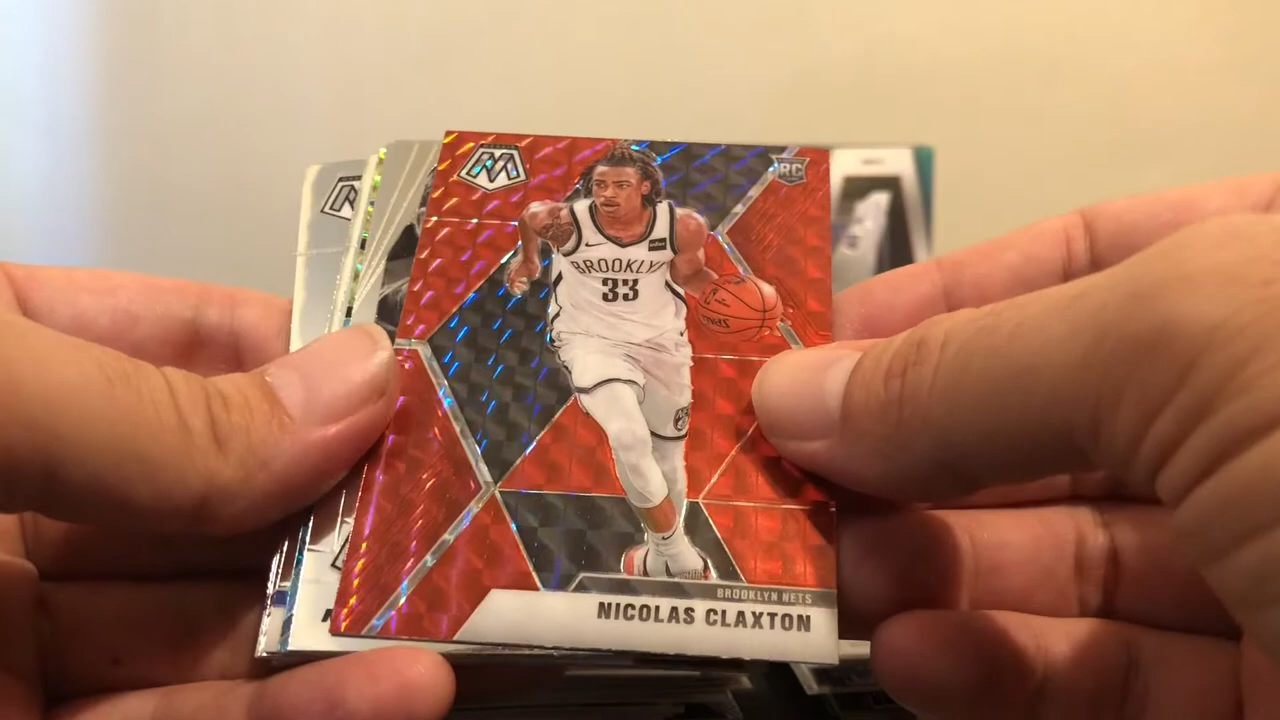 RC
BROOKLYN
33
BROOKLYN NETS
NICOLAS CLAXTON